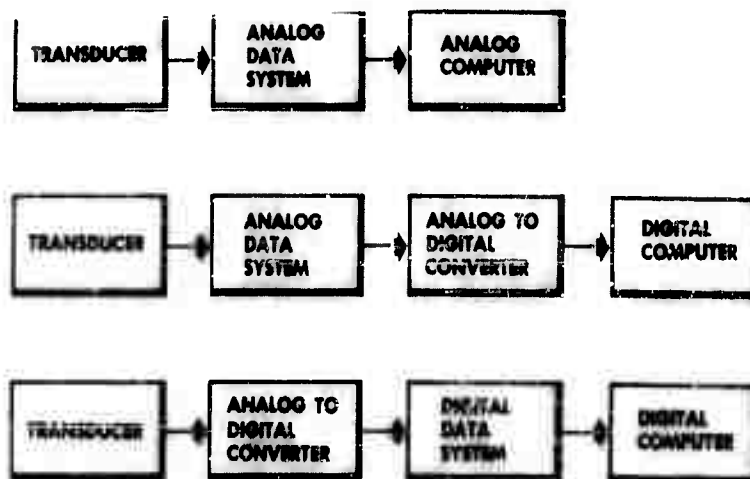 TRANSDUCER
ANALOG
DATA
SYSTEM
ANALOG
COMPUTER
TRANSDUCER
ANALOG
DATA
SYSTEM
ANALOG TO
DIGITAL
CONVERTER
DIGITAL
COMPUTER
TRANSDUCER
ANALOG TO
DIGITAL
CONVERTER
DIGITAL
DATA
SYSTEM
DIGITAL
COMPUTER